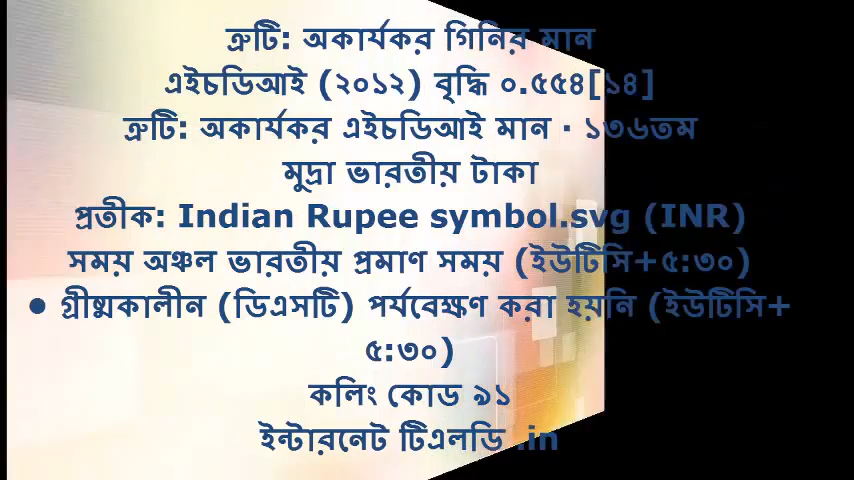 ত্রুটি: অকার্যকর গিনির মান
এইচডিআই (২০১২) বৃদ্ধি ০.৫৫৪[১৪]
ত্রুটি: অকার্যকর এইচডিআই মান · ১৩৬তম
মুদ্রা ভারতীয় টাকা
প্রতীক: Indian Rupee symbol.svg (INR)
সময় অঞ্চল ভারতীয় প্রমাণ সময় (ইউটিসি+৫:৩০)
• গ্রীষ্মকালীন (ডিএসটি) পর্যবেক্ষণ করা হয়নি (ইউটিসি+
৫:৩০)
কলিং কোড ৯১
ইন্টারনেট টিএলডি .in